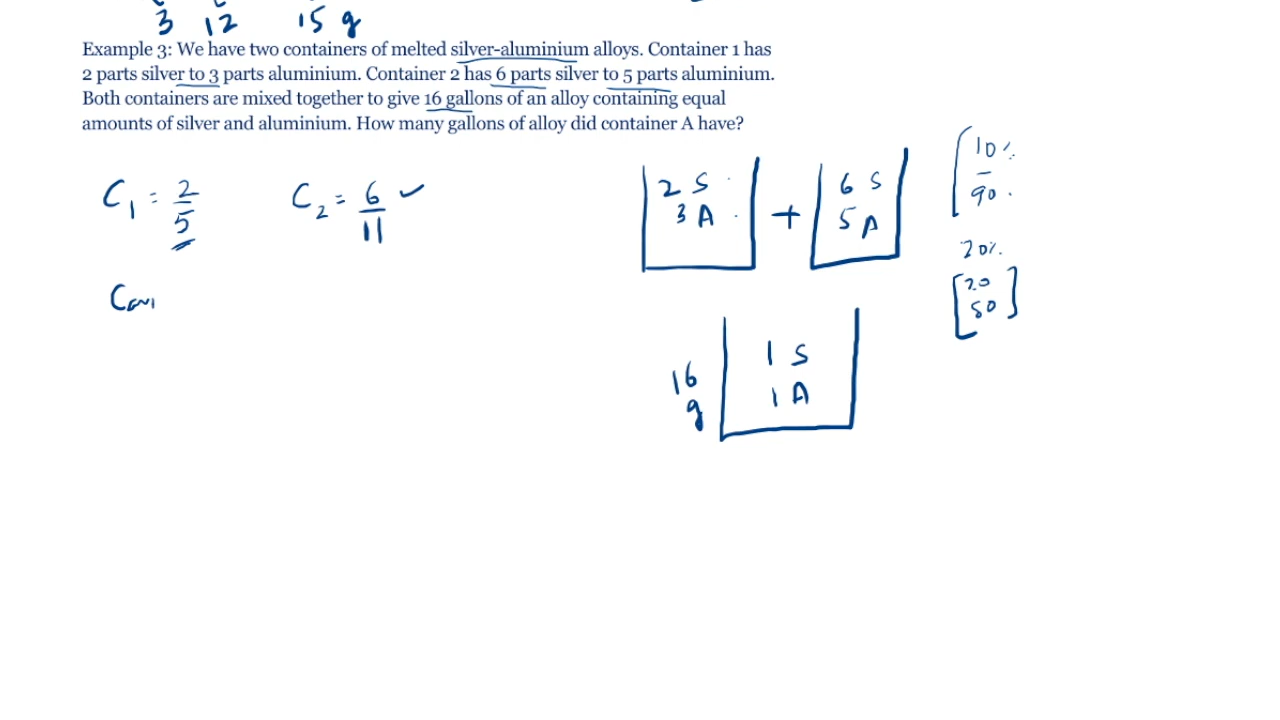 3 12 15 g
Example 3: We have two containers of melted silver-aluminium alloys. Container 1 has
2 parts silver to 3 parts aluminium. Container 2 has 6 parts silver to 5 parts aluminium.
Both containers are mixed together to give 16 gallons of an alloy containing equal
amounts of silver and aluminium. How many gallons of alloy did container A have?
C₁ = 2/5 C₂ = 6/11 ✓
2 S
3 A
+
6 S
5 A
10%
90
20%
20
80
16
g
1 S
1 A